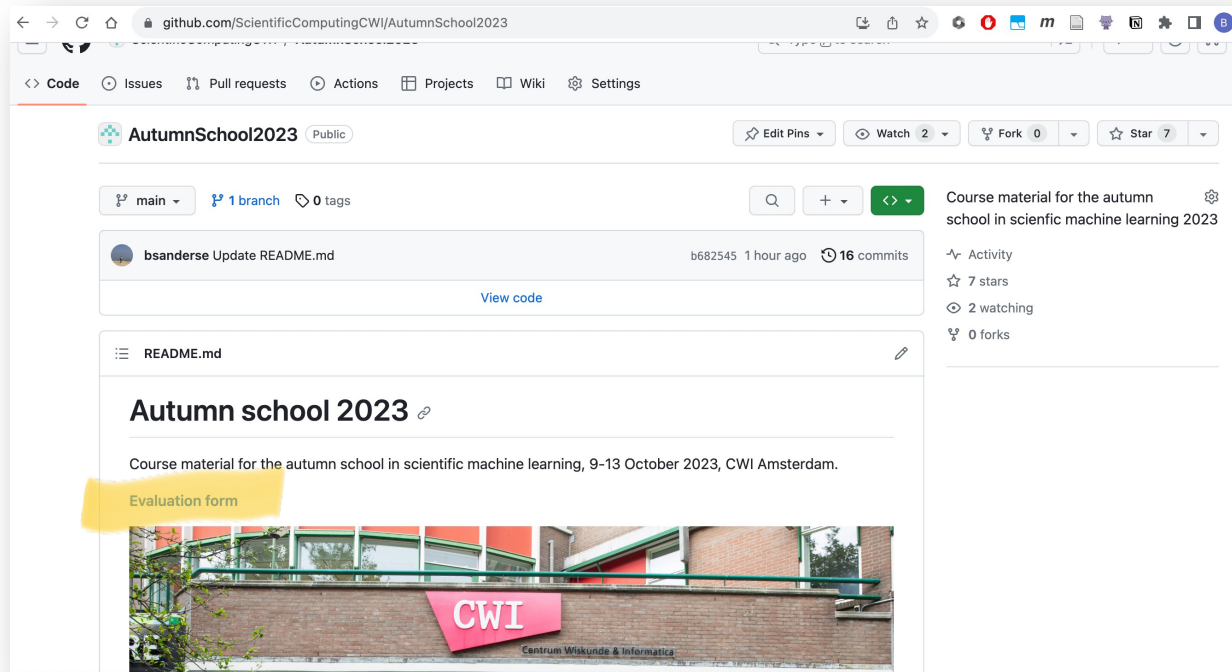 github.com/ScientificComputingCWI/AutumnSchool2023
Code Issues Pull requests Actions Projects Wiki Settings
AutumnSchool2023 Public Edit Pins Watch 2 Fork 0 Star 7
main 1 branch 0 tags
Course material for the autumn
school in scienfic machine learning 2023
bsanderse Update README.md b682545 1 hour ago 16 commits
View code
Activity
7 stars
2 watching
0 forks
README.md
Autumn school 2023
Course material for the autumn school in scientific machine learning, 9-13 October 2023, CWI Amsterdam.
Evaluation form
CWI
Centrum Wiskunde & Informatica